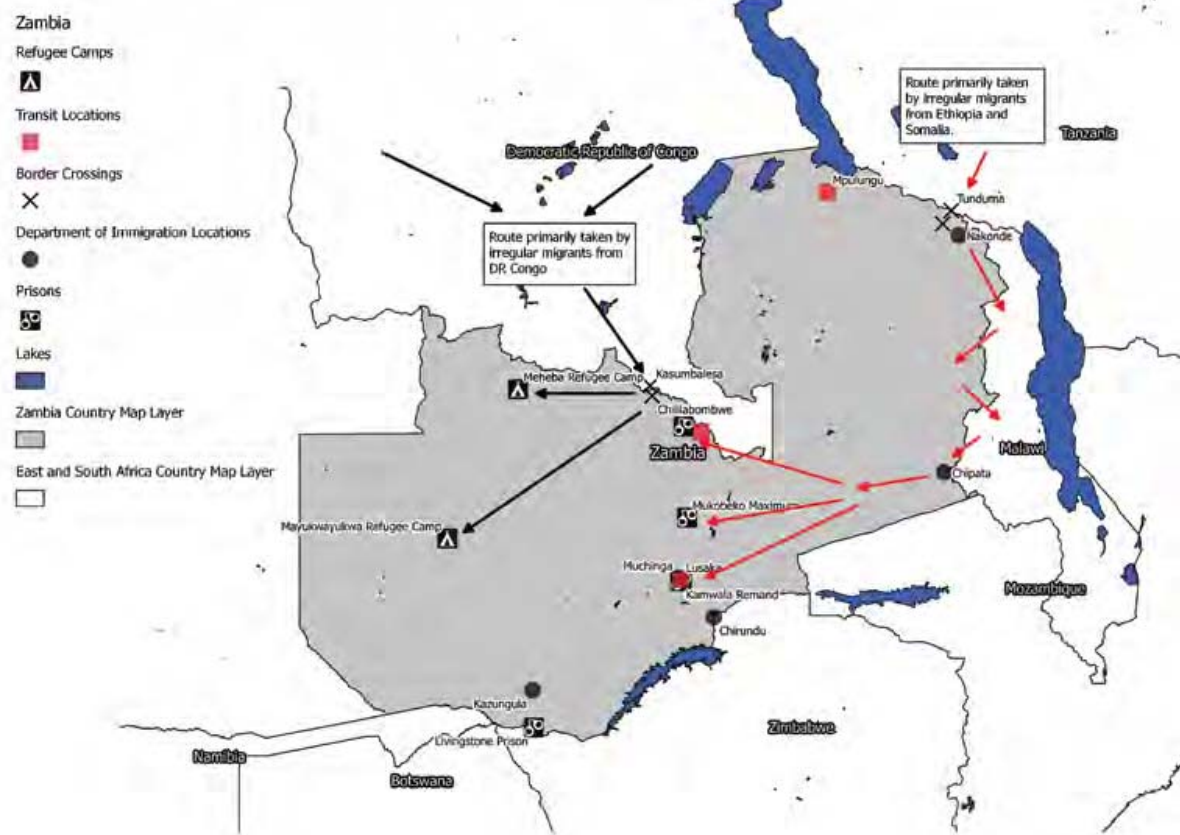 Zambia
Refugee Camps
Transit Locations
Border Crossings
Department of Immigration Locations
Prisons
Lakes
Zambia Country Map Layer
East and South Africa Country Map Layer
Route primarily taken
by irregular migrants
from Ethiopia and
Somalia.
Tanzania
Democratic Republic of Congo
Mpulungu
Tunduma
Nakonde
Route primarily taken by
irregular migrants from
DR Congo
Kasumbalesa
Meheba Refugee Camp
Chililabombwe
Zambia
Malawi
Chipata
Mukobeko Maximum
Mayukwayukwa Refugee Camp
Muchinga
Lusaka
Kamwala Remand
Mozambique
Chirundu
Kazungula
Livingstone Prison
Zimbabwe
Namibia
Botswana